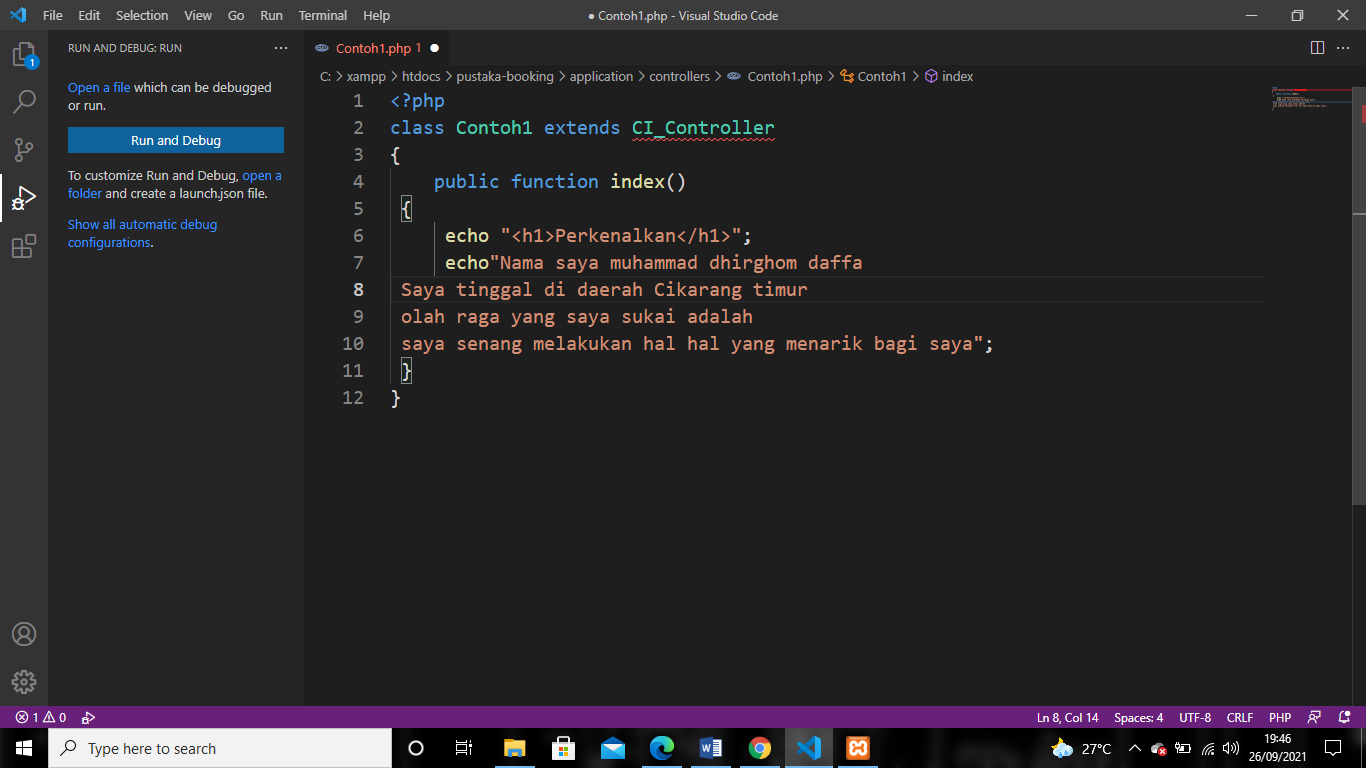 File Edit Selection View Go Run Terminal Help
● Contoh1.php - Visual Studio Code
RUN AND DEBUG: RUN ···
Open a file which can be debugged
or run.
Run and Debug
To customize Run and Debug, open a
folder and create a launch.json file.
Show all automatic debug
configurations.
1
Contoh1.php 1 ●
C: > xampp > htdocs > pustaka-booking > application > controllers > Contoh1.php > Contoh1 > index
1 <?php
2 class Contoh1 extends CI_Controller
3 {
4 public function index()
5 {
6 echo "<h1>Perkenalkan</h1>";
7 echo"Nama saya muhammad dhirghom daffa
8 Saya tinggal di daerah Cikarang timur
9 olah raga yang saya sukai adalah
10 saya senang melakukan hal hal yang menarik bagi saya";
11 }
12 }
1 0
Ln 8, Col 14 Spaces: 4 UTF-8 CRLF PHP
Type here to search
27°C
19:46
26/09/2021